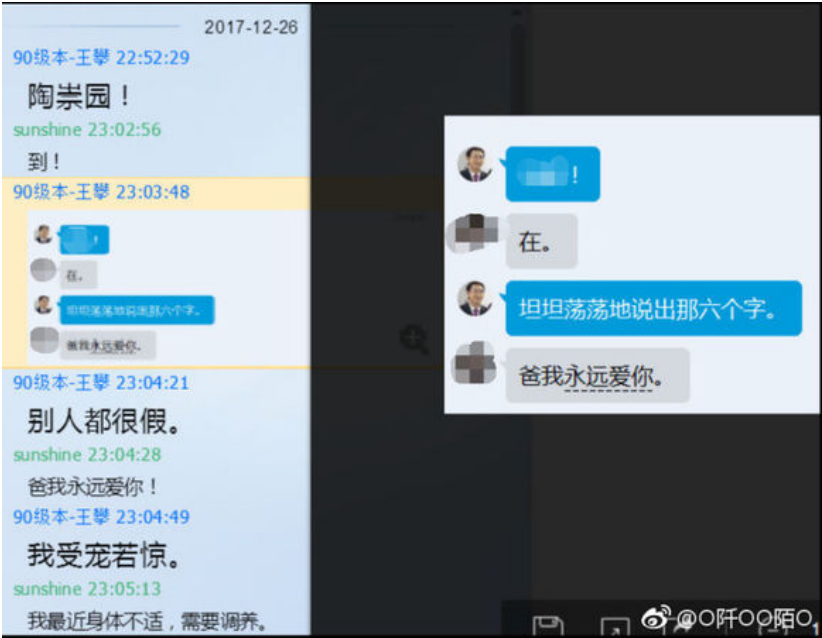 2017-12-26
90级本-王攀 22:52:29
陶崇园！
sunshine 23:02:56
到！
90级本-王攀 23:03:48
！
在。
坦坦荡荡地说出那六个字。
爸我永远爱你。
90级本-王攀 23:04:21
别人都很假。
sunshine 23:04:28
爸我永远爱你！
90级本-王攀 23:04:49
我受宠若惊。
sunshine 23:05:13
我最近身体不适，需要调养。
！
在。
坦坦荡荡地说出那六个字。
爸我永远爱你。
@O阡OO陌O